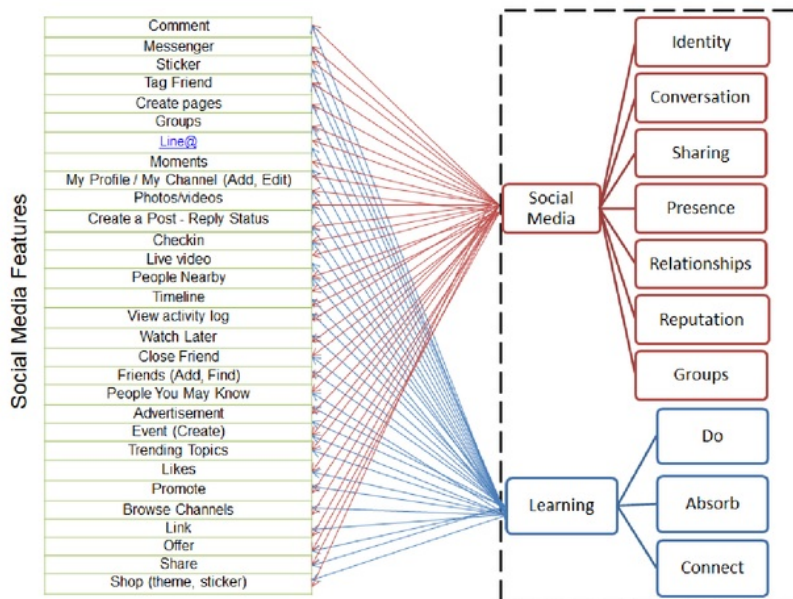 Social Media Features
Comment
Messenger
Sticker
Tag Friend
Create pages
Groups
Line@
Moments
My Profile / My Channel (Add, Edit)
Photos/videos
Create a Post - Reply Status
Checkin
Live video
People Nearby
Timeline
View activity log
Watch Later
Close Friend
Friends (Add, Find)
People You May Know
Advertisement
Event (Create)
Trending Topics
Likes
Promote
Browse Channels
Link
Offer
Share
Shop (theme, sticker)
Social
Media
Identity
Conversation
Sharing
Presence
Relationships
Reputation
Groups
Learning
Do
Absorb
Connect